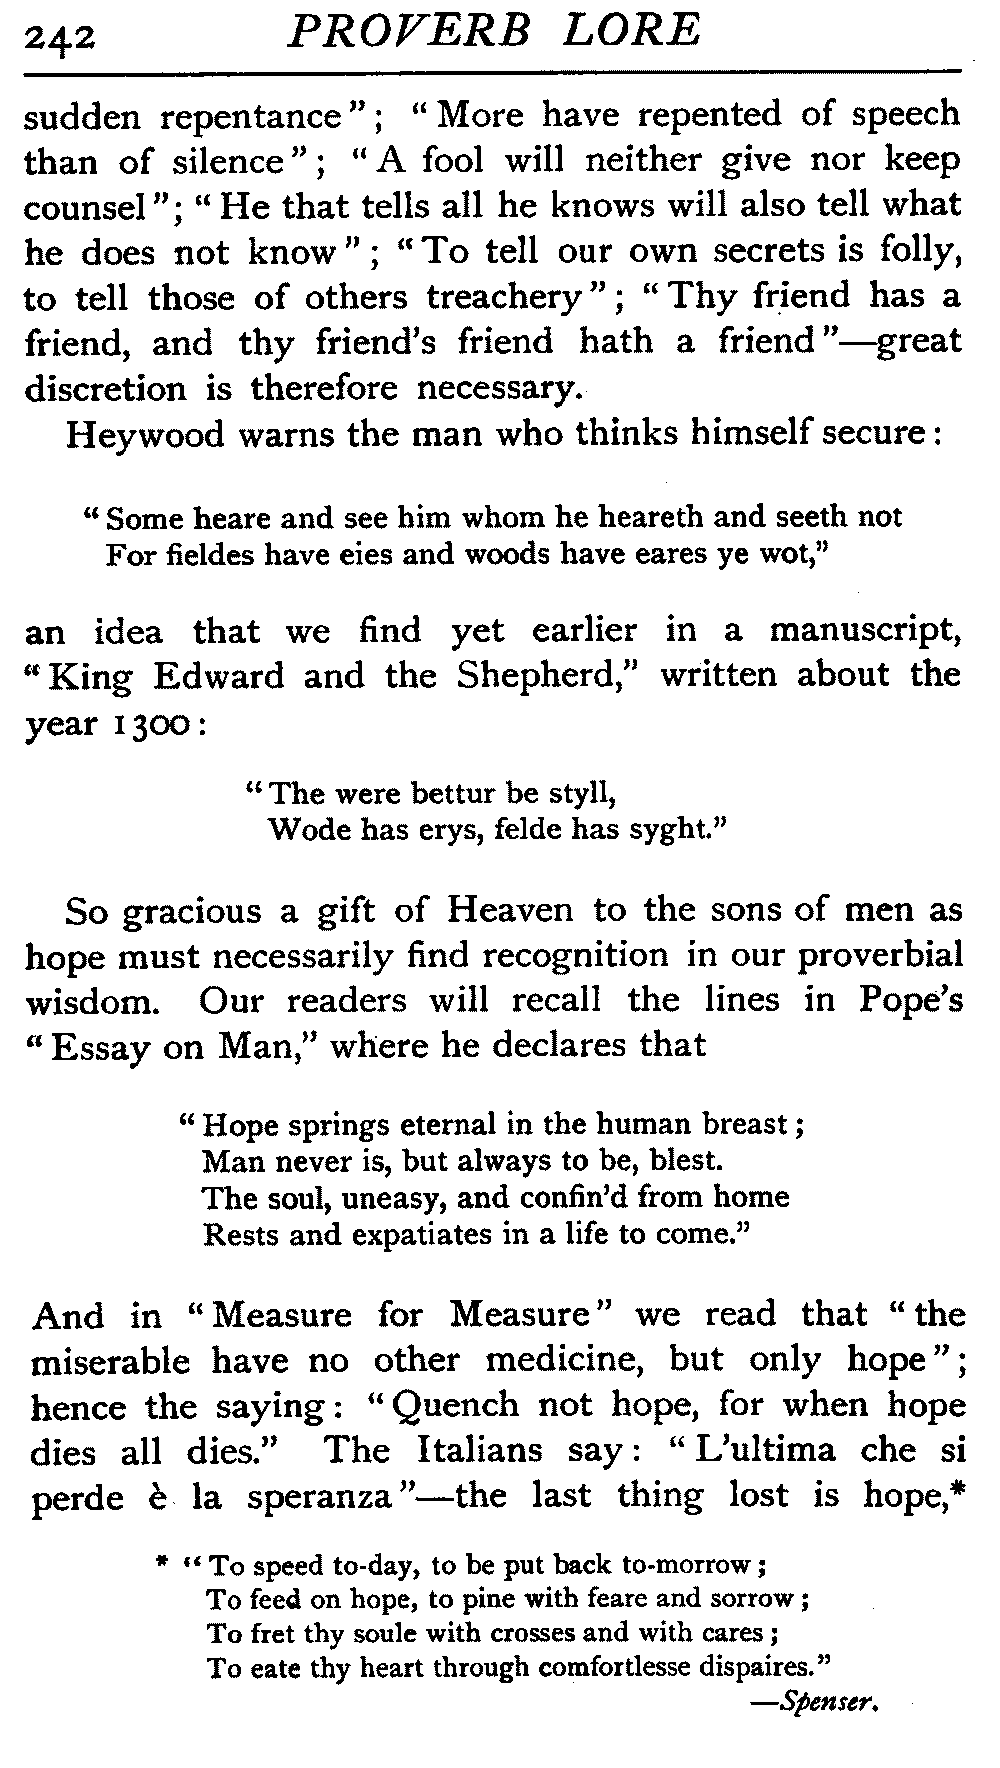 242 PROVERB LORE
sudden repentance"; "More have repented of speech
than of silence"; "A fool will neither give nor keep
counsel"; "He that tells all he knows will also tell what
he does not know"; "To tell our own secrets is folly,
to tell those of others treachery"; "Thy friend has a
friend, and thy friend's friend hath a friend"—great
discretion is therefore necessary.
Heywood warns the man who thinks himself secure:
"Some heare and see him whom he heareth and seeth not
For fieldes have eies and woods have eares ye wot,"
an idea that we find yet earlier in a manuscript,
"King Edward and the Shepherd," written about the
year 1300:
"The were bettur be styll,
Wode has erys, felde has syght."
So gracious a gift of Heaven to the sons of men as
hope must necessarily find recognition in our proverbial
wisdom. Our readers will recall the lines in Pope's
"Essay on Man," where he declares that
"Hope springs eternal in the human breast;
Man never is, but always to be, blest.
The soul, uneasy, and confin'd from home
Rests and expatiates in a life to come."
And in "Measure for Measure" we read that "the
miserable have no other medicine, but only hope";
hence the saying: "Quench not hope, for when hope
dies all dies." The Italians say: "L'ultima che si
perde è la speranza"—the last thing lost is hope,*
* "To speed to-day, to be put back to-morrow;
To feed on hope, to pine with feare and sorrow;
To fret thy soule with crosses and with cares;
To eate thy heart through comfortlesse dispaires."
—Spenser.